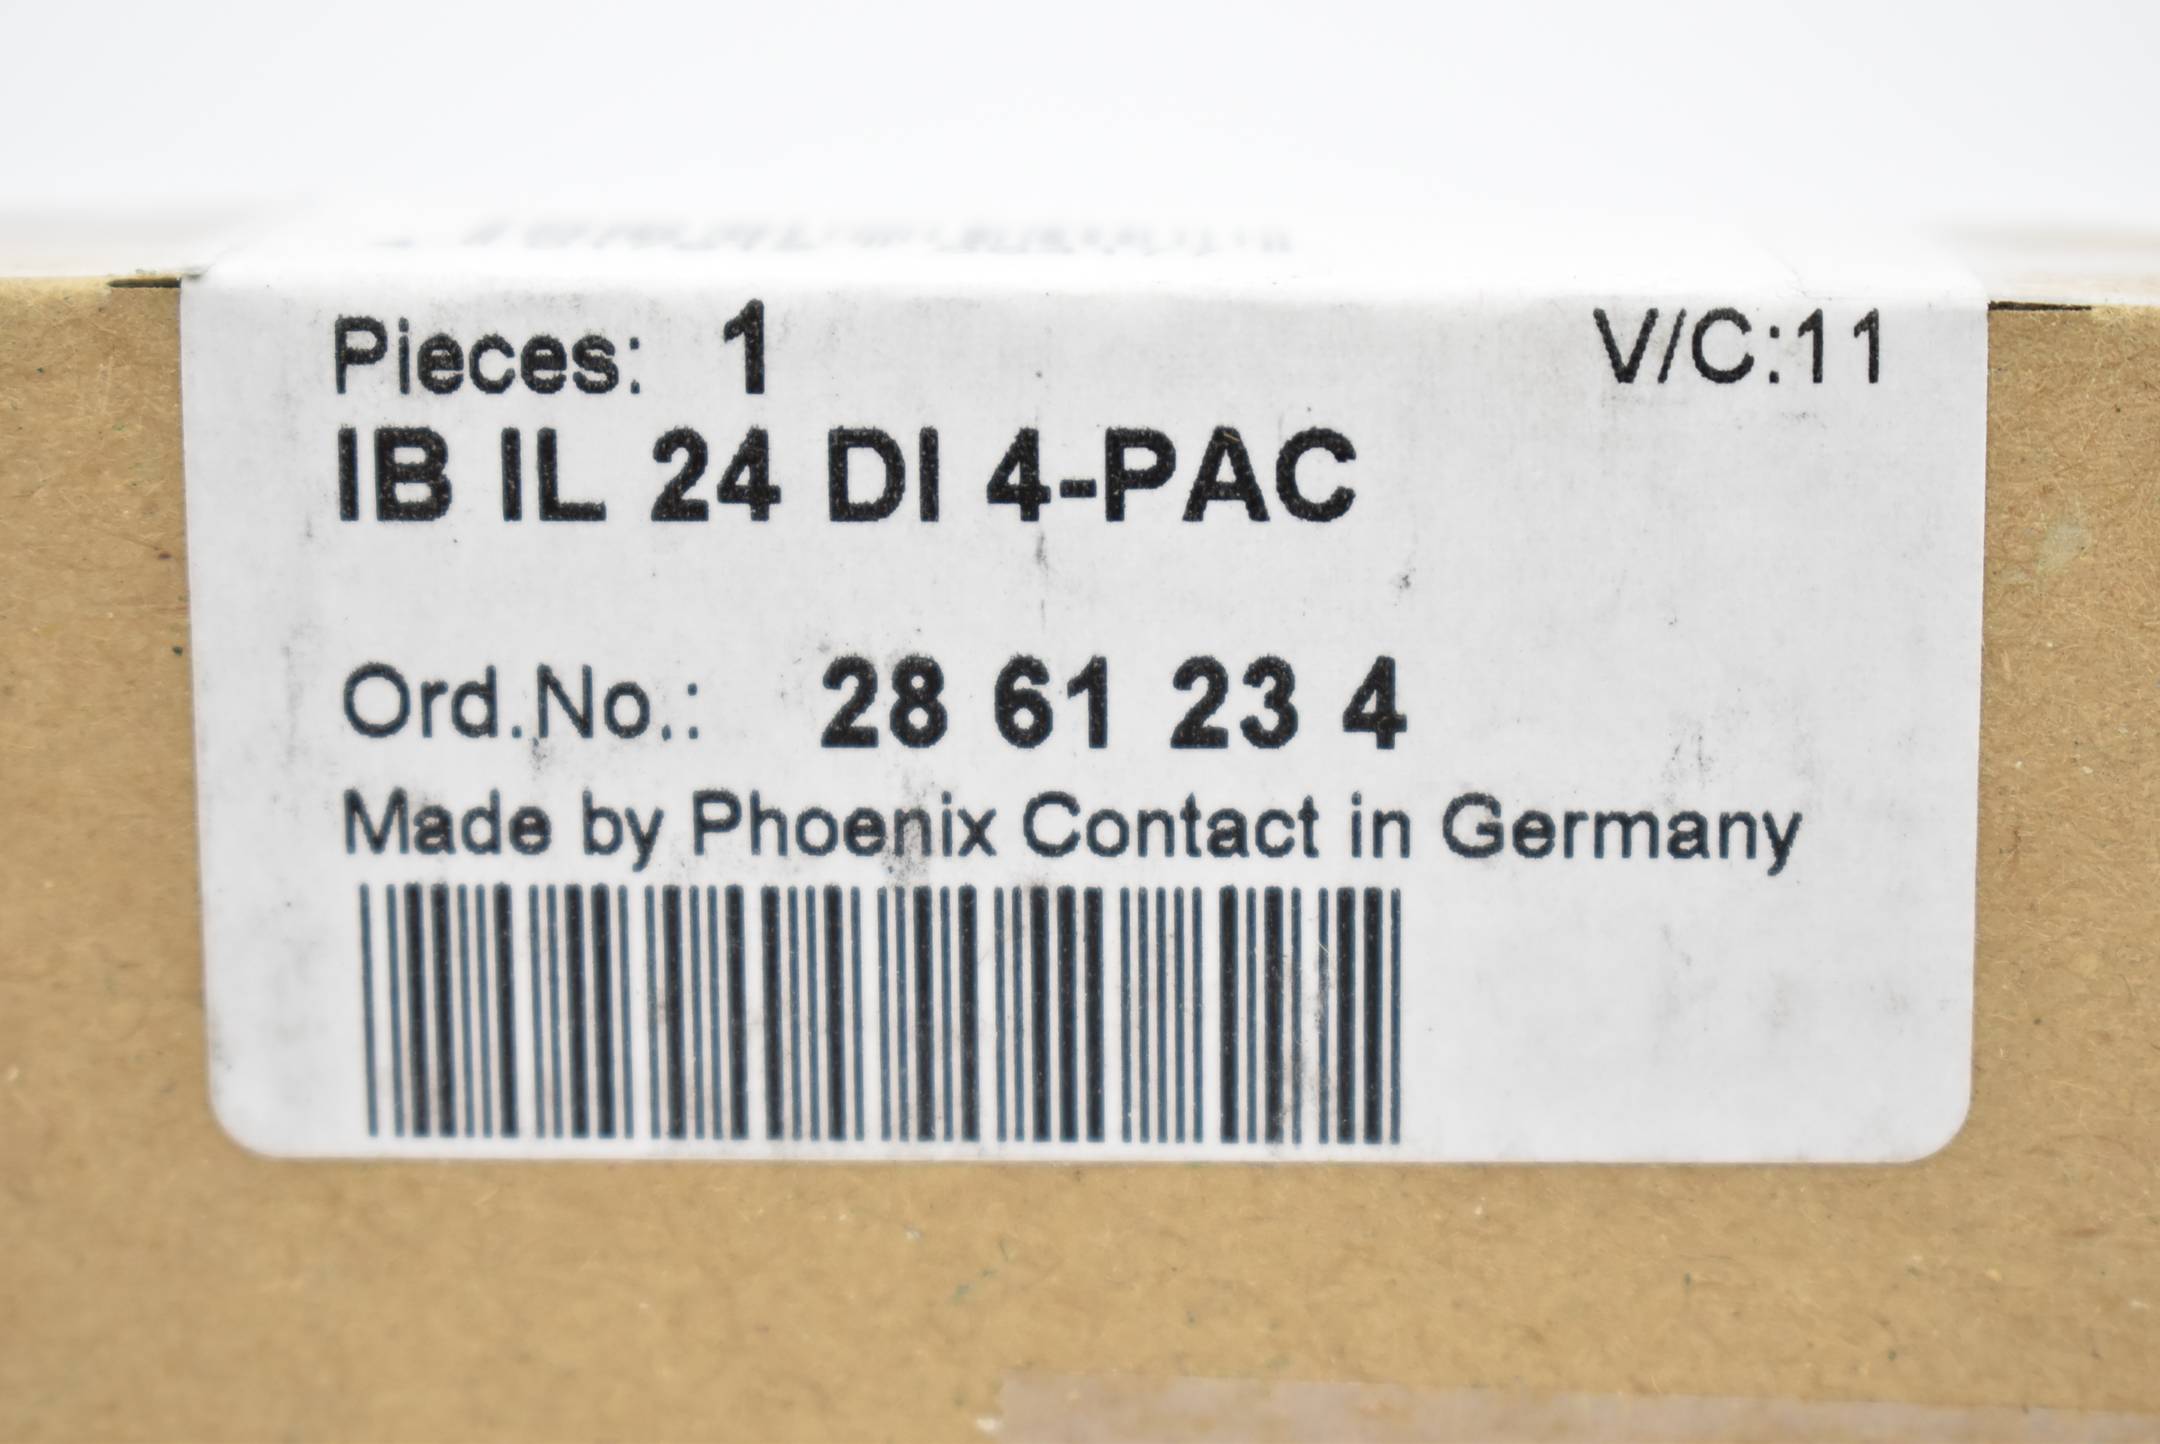 Pieces: 1 V/C:11
IB IL 24 DI 4-PAC
Ord.No.: 28 61 23 4
Made by Phoenix Contact in Germany